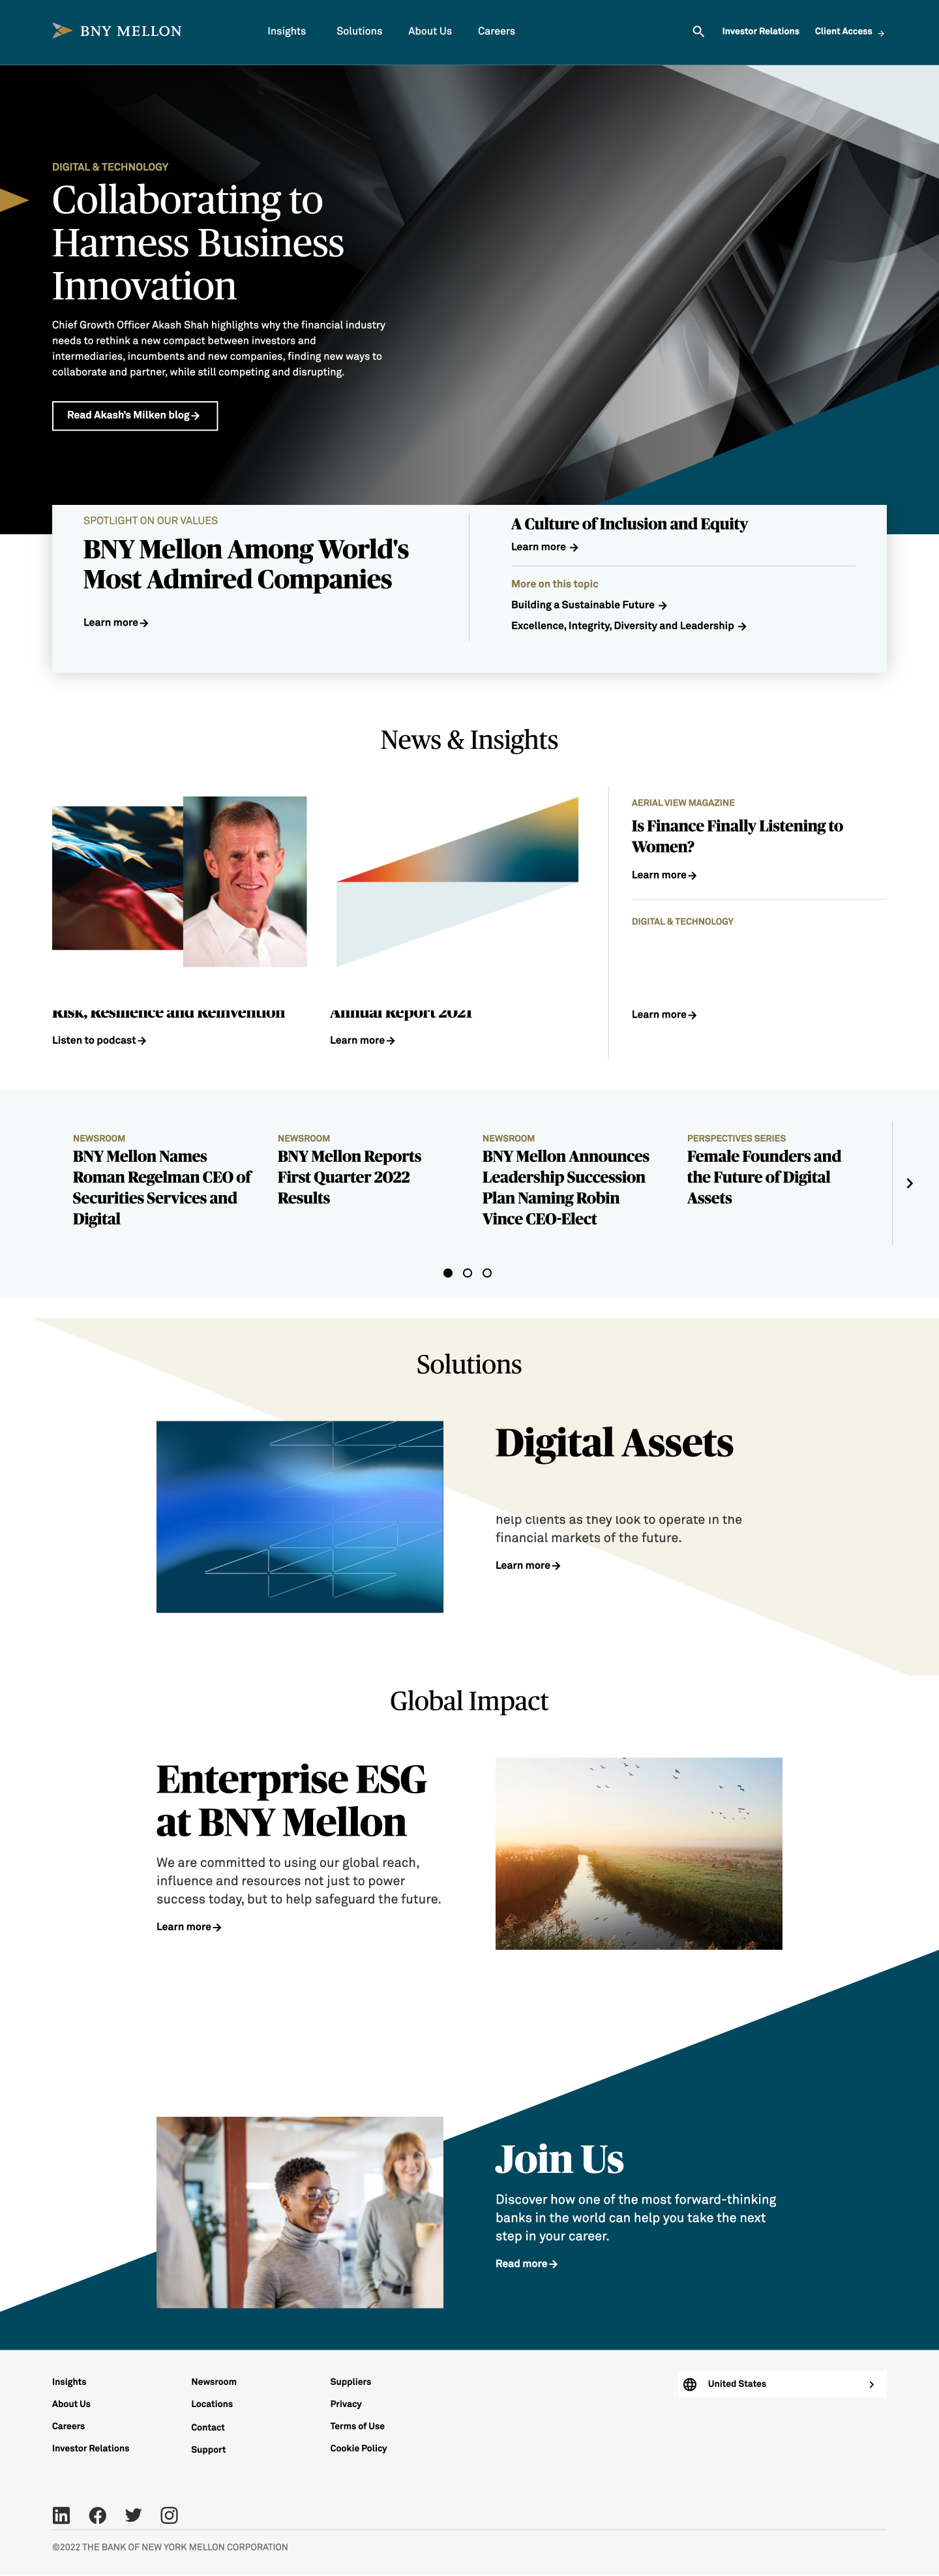 BNY MELLON
Insights
Solutions
About Us
Careers
Investor Relations
Client Access
DIGITAL & TECHNOLOGY
Collaborating to
Harness Business
Innovation
Chief Growth Officer Akash Shah highlights why the financial industry
needs to rethink a new compact between investors and
intermediaries, incumbents and new companies, finding new ways to
collaborate and partner, while still competing and disrupting.
Read Akash's Milken blog
SPOTLIGHT ON OUR VALUES
BNY Mellon Among World's
Most Admired Companies
Learn more
A Culture of Inclusion and Equity
Learn more
More on this topic
Building a Sustainable Future
Excellence, Integrity, Diversity and Leadership
News & Insights
Risk, Resilience and Reinvention
Listen to podcast
Annual Report 2021
Learn more
AERIAL VIEW MAGAZINE
Is Finance Finally Listening to
Women?
Learn more
DIGITAL & TECHNOLOGY
Learn more
NEWSROOM
BNY Mellon Names
Roman Regelman CEO of
Securities Services and
Digital
NEWSROOM
BNY Mellon Reports
First Quarter 2022
Results
NEWSROOM
BNY Mellon Announces
Leadership Succession
Plan Naming Robin
Vince CEO-Elect
PERSPECTIVES SERIES
Female Founders and
the Future of Digital
Assets
Solutions
Digital Assets
help clients as they look to operate in the
financial markets of the future.
Learn more
Global Impact
Enterprise ESG
at BNY Mellon
We are committed to using our global reach,
influence and resources not just to power
success today, but to help safeguard the future.
Learn more
Join Us
Discover how one of the most forward-thinking
banks in the world can help you take the next
step in your career.
Read more
Insights
About Us
Careers
Investor Relations
Newsroom
Locations
Contact
Support
Suppliers
Privacy
Terms of Use
Cookie Policy
United States
©2022 THE BANK OF NEW YORK MELLON CORPORATION